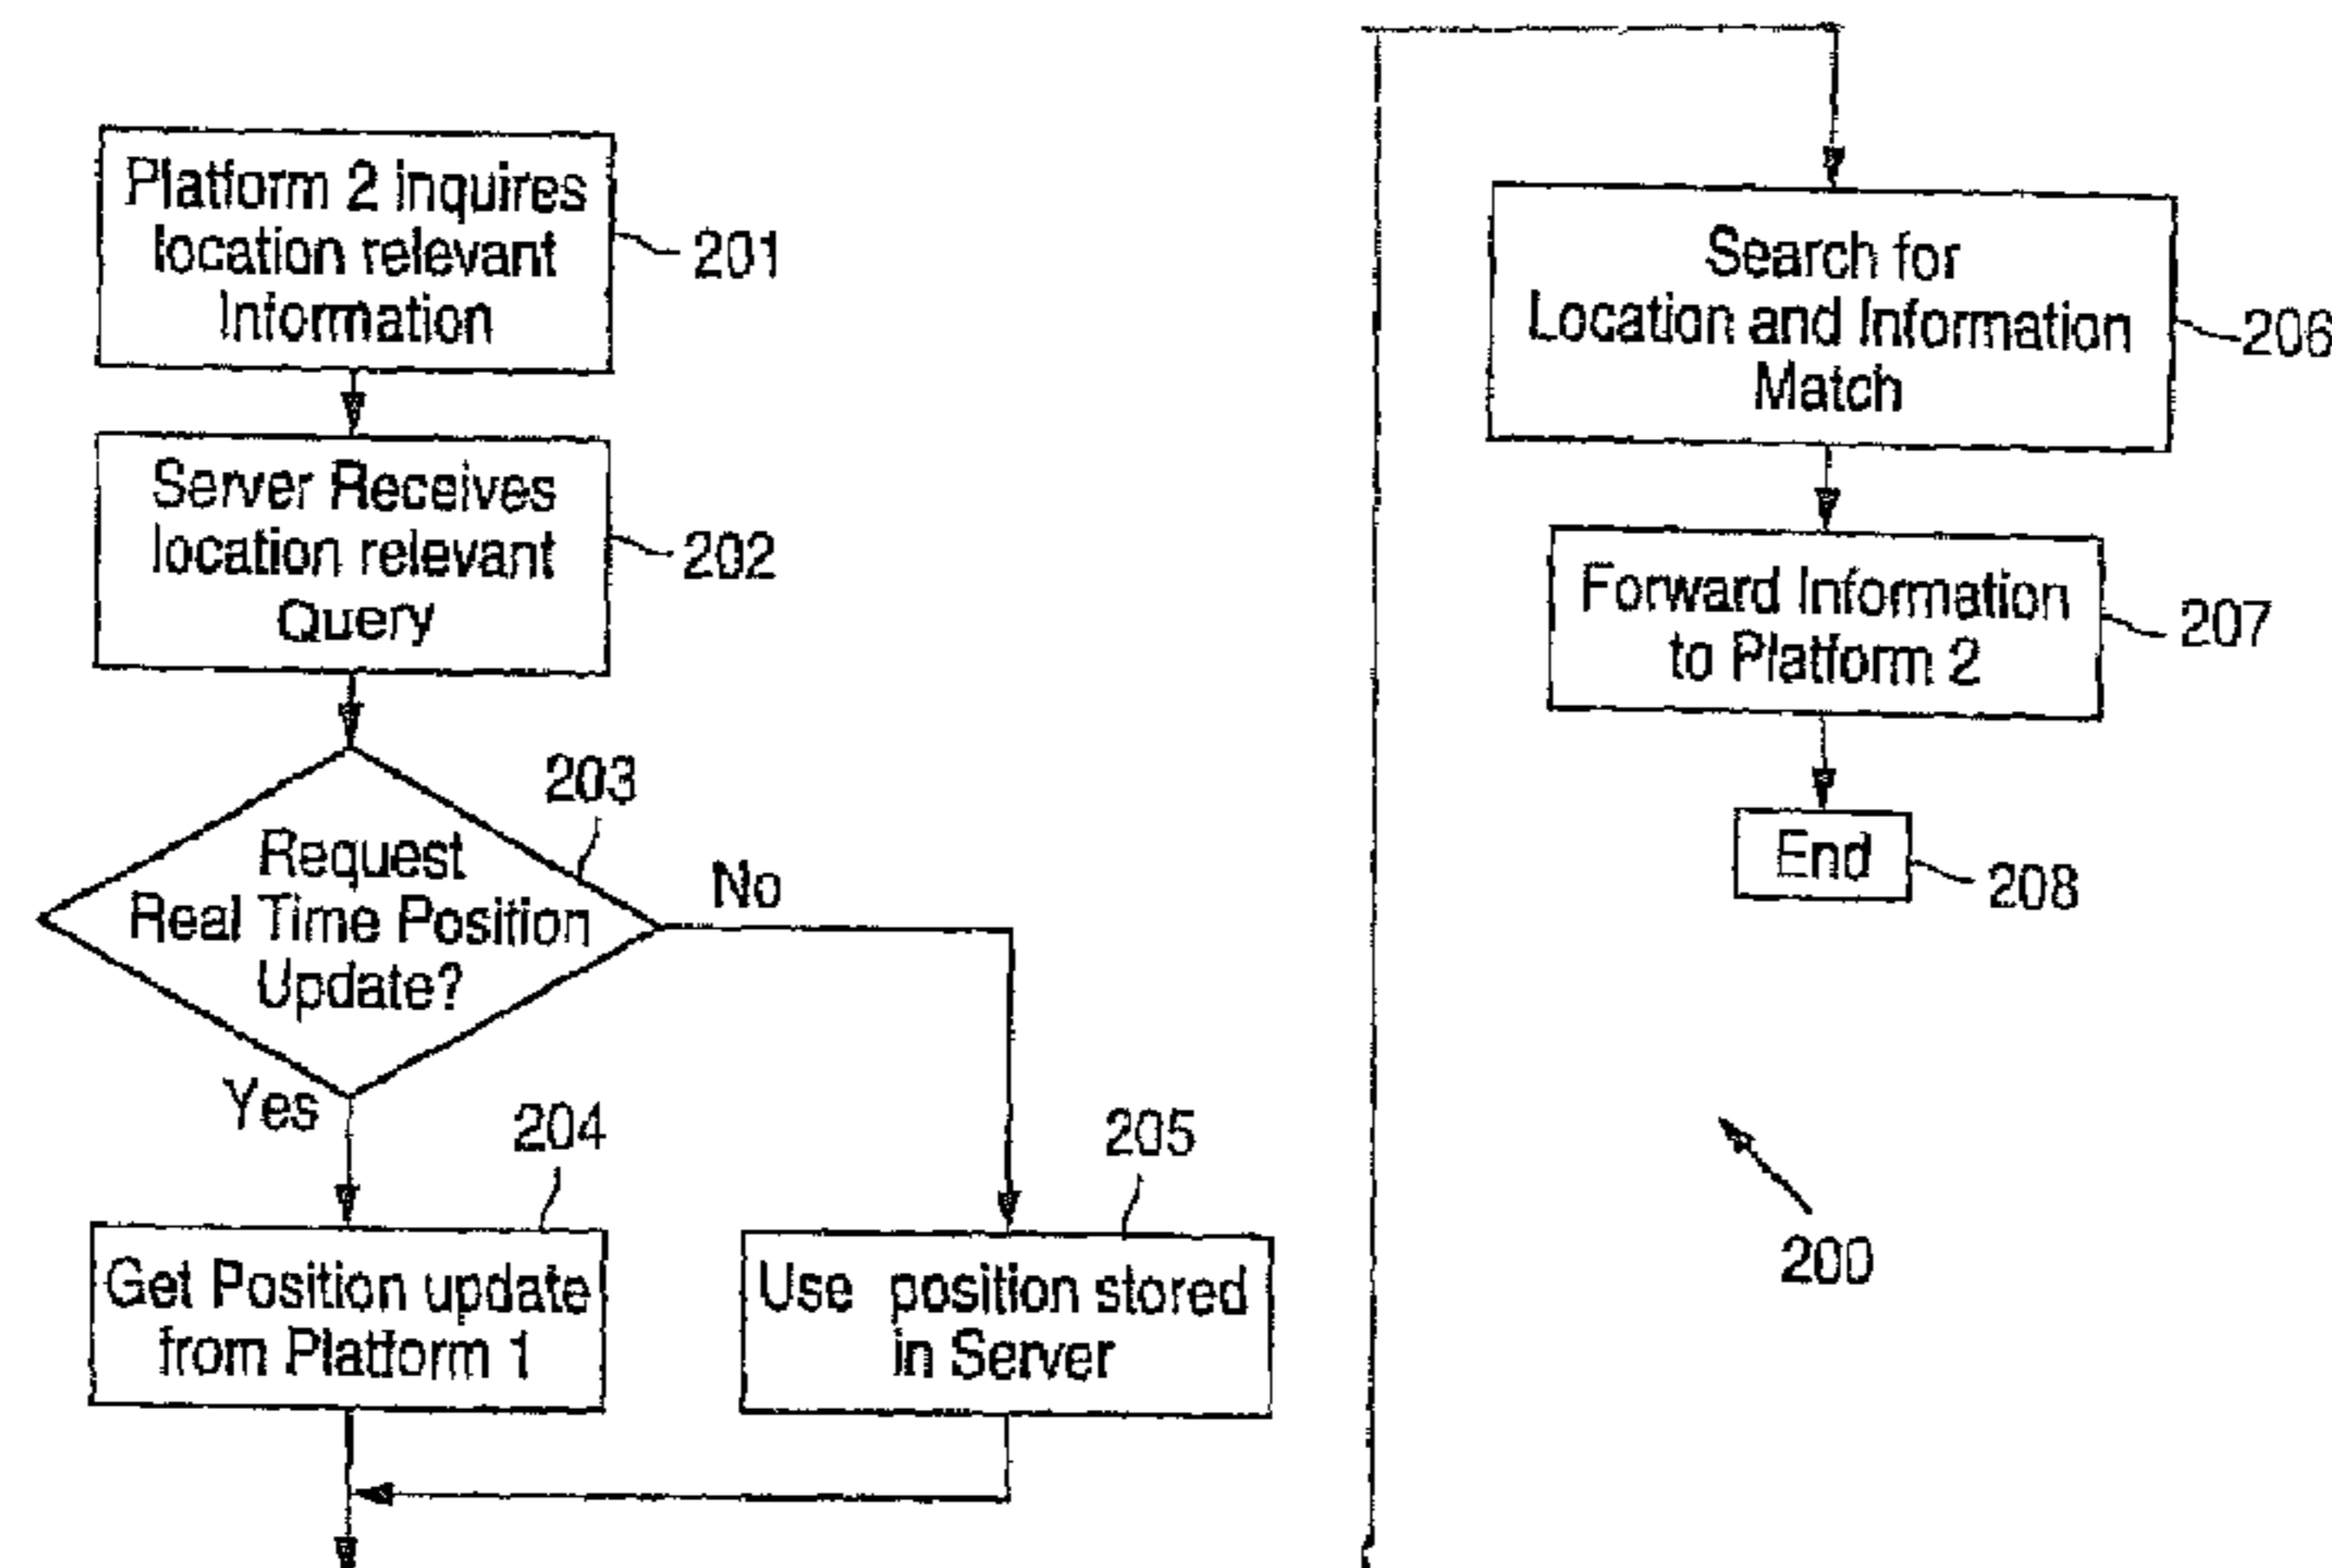 Platform 2 inquires
location relevant
Information
201
Server Receives
location relevant
Query
202
203
Request
Real Time Position
Update?
No
Yes
204
Get Position update
from Platform 1
205
Use position stored
in Server
Search for
Location and Information
Match
206
Forward Information
to Platform 2
207
End
208
200